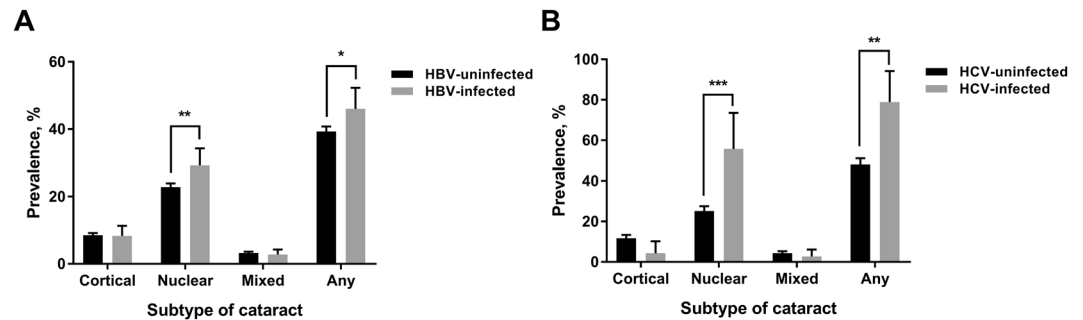 A
Prevalence, %
60
40
20
0
*
**
HBV-uninfected
HBV-infected
Cortical Nuclear Mixed Any
Subtype of cataract
B
Prevalence, %
100
80
60
40
20
0
***
**
HCV-uninfected
HCV-infected
Cortical Nuclear Mixed Any
Subtype of cataract